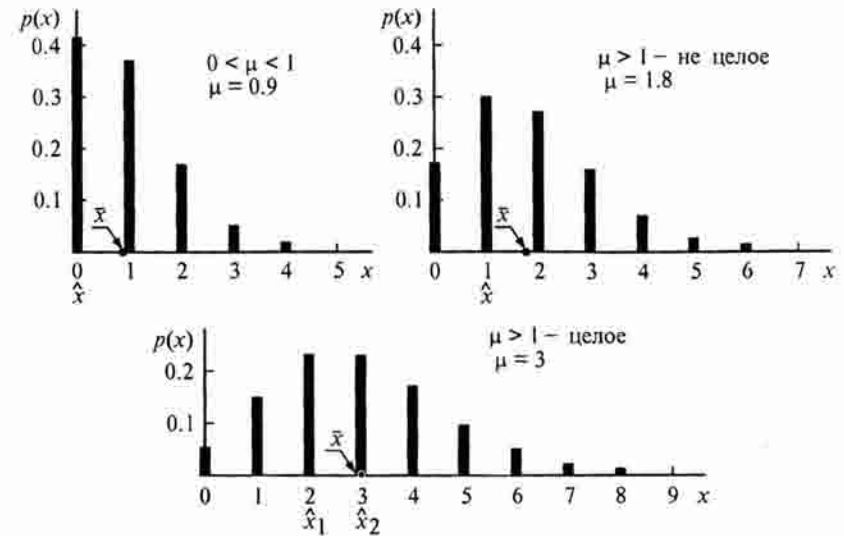 p(x)
0.4
0.3
0.2
0.1
0 < μ < 1
μ = 0.9
x̄
0 1 2 3 4 5 x
x̂
p(x)
0.4
0.3
0.2
0.1
μ > 1 – не целое
μ = 1.8
x̄
0 1 2 3 4 5 6 7 x
x̂
p(x)
0.2
0.1
μ > 1 – целое
μ = 3
x̄
0 1 2 3 4 5 6 7 8 9 x
x̂1 x̂2